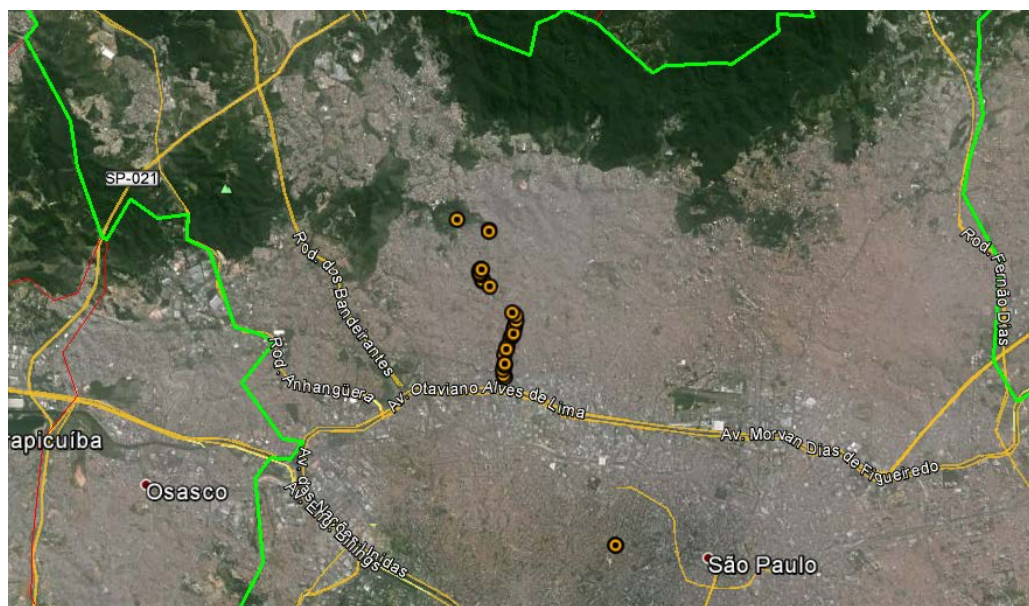 SP-021
Rod. dos Bandeirantes
Rod. Fernão Dias
Rod. Anhangüera
Av. Otaviano Alves de Lima
Av. Morvan Dias de Figueiredo
rapicuíba
Osasco
Av. das Nações Unidas
Av. Eng. Billings
São Paulo